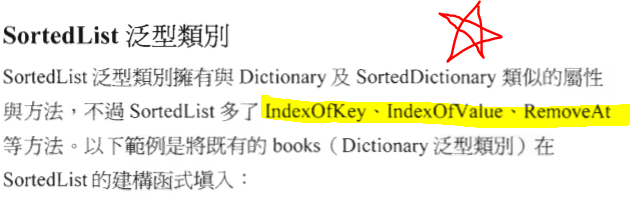 SortedList 泛型類別
SortedList 泛型類別擁有與 Dictionary 及 SortedDictionary 類似的屬性
與方法，不過 SortedList 多了 IndexOfKey、IndexOfValue、RemoveAt
等方法。以下範例是將既有的 books（Dictionary 泛型類別）在
SortedList 的建構函式填入：